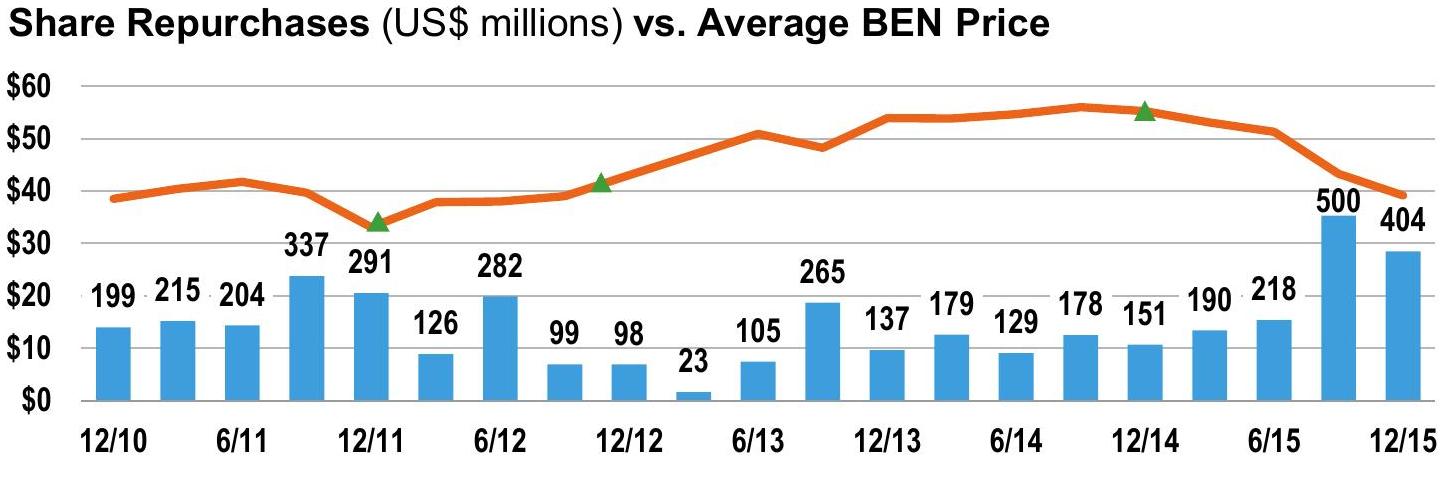 Share Repurchases (US$ millions) vs. Average BEN Price
$60
$50
$40
$30
$20
$10
$0
199 215 204 337 291 126 282 99 98 23 105 265 137 179 129 178 151 190 218 500 404
12/10 6/11 12/11 6/12 12/12 6/13 12/13 6/14 12/14 6/15 12/15